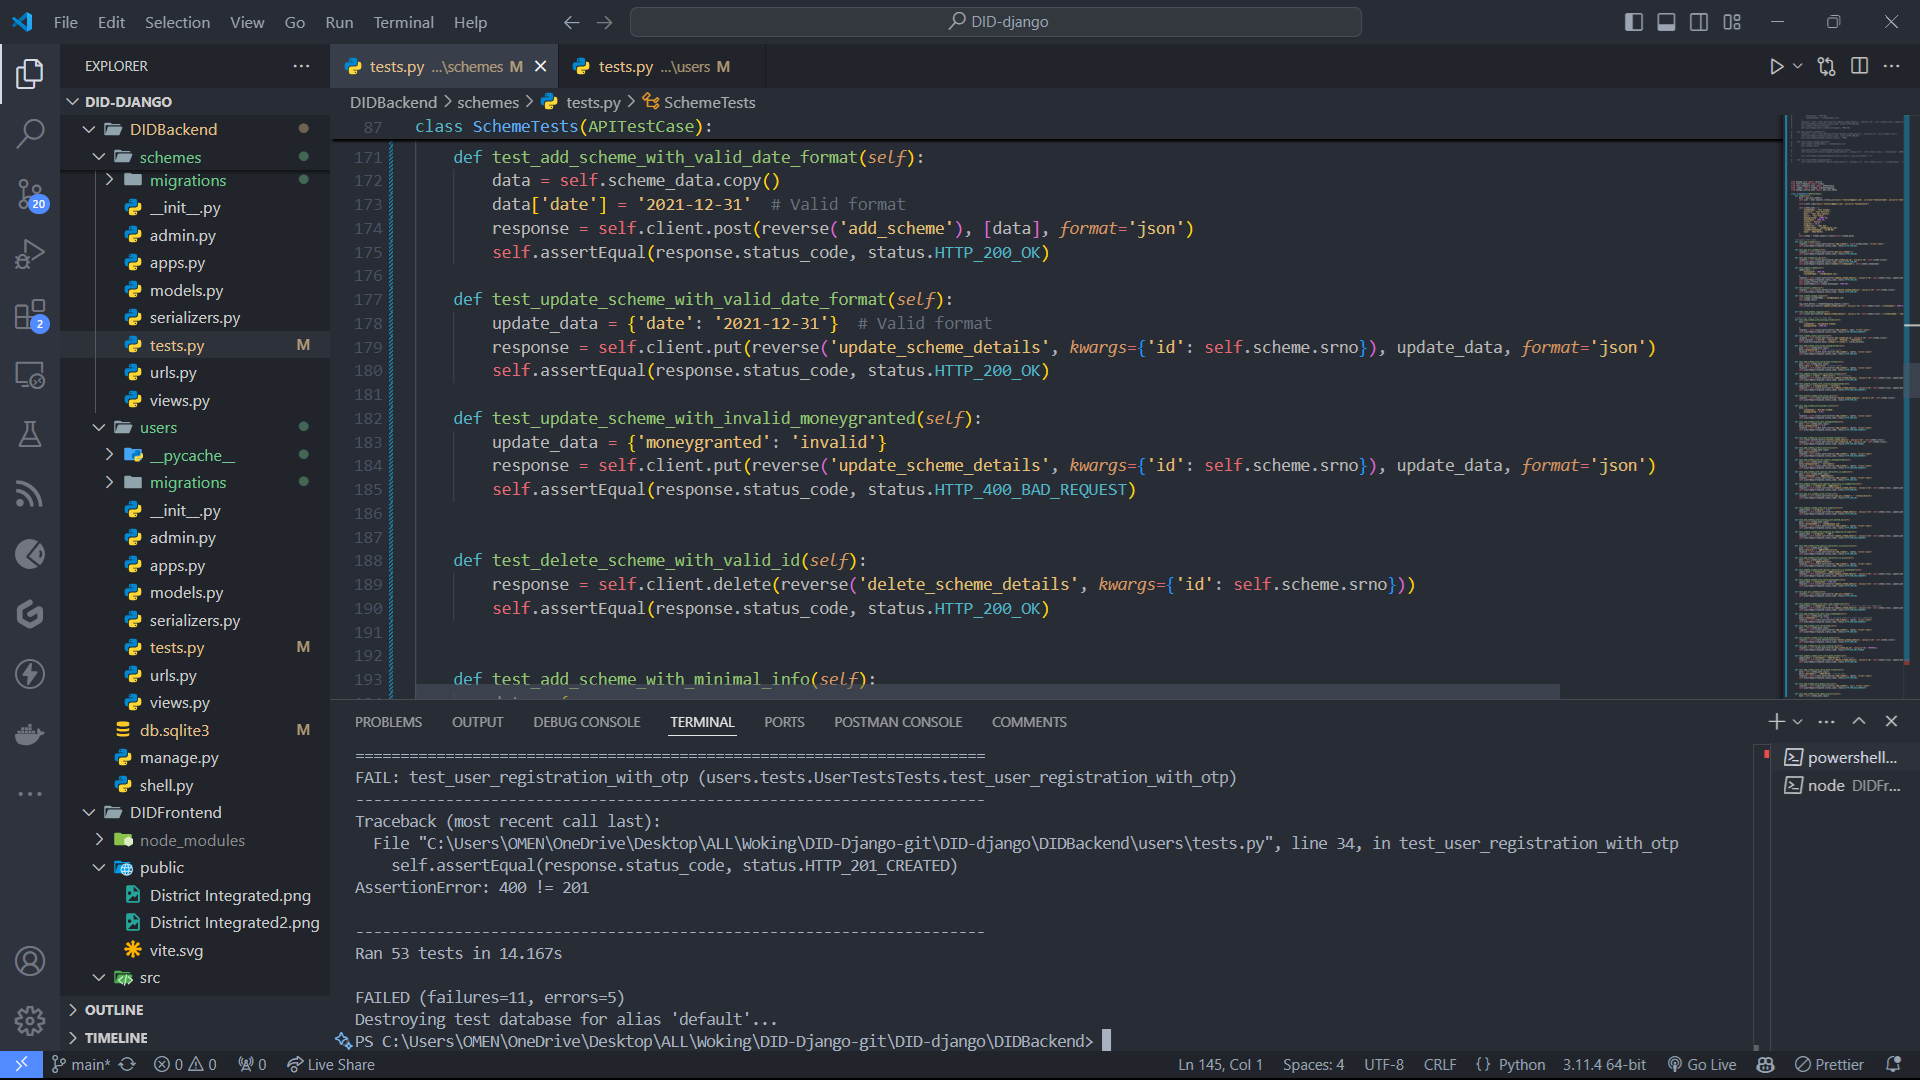 File Edit Selection View Go Run Terminal Help
DID-django
EXPLORER
DID-DJANGO
DIDBackend
schemes
migrations
__init__.py
admin.py
apps.py
models.py
serializers.py
tests.py M
urls.py
views.py
users
__pycache__
migrations
__init__.py
admin.py
apps.py
models.py
serializers.py
tests.py M
urls.py
views.py
db.sqlite3 M
manage.py
shell.py
DIDFrontend
node_modules
public
District Integrated.png
District Integrated2.png
vite.svg
src
OUTLINE
TIMELINE
20
2
tests.py ...\schemes M
tests.py ...\users M
DIDBackend > schemes > tests.py > SchemeTests
87 class SchemeTests(APITestCase):
171 def test_add_scheme_with_valid_date_format(self):
172 data = self.scheme_data.copy()
173 data['date'] = '2021-12-31'  # Valid format
174 response = self.client.post(reverse('add_scheme'), [data], format='json')
175 self.assertEqual(response.status_code, status.HTTP_200_OK)
176
177 def test_update_scheme_with_valid_date_format(self):
178 update_data = {'date': '2021-12-31'}  # Valid format
179 response = self.client.put(reverse('update_scheme_details', kwargs={'id': self.scheme.srno}), update_data, format='json')
180 self.assertEqual(response.status_code, status.HTTP_200_OK)
181
182 def test_update_scheme_with_invalid_moneygranted(self):
183 update_data = {'moneygranted': 'invalid'}
184 response = self.client.put(reverse('update_scheme_details', kwargs={'id': self.scheme.srno}), update_data, format='json')
185 self.assertEqual(response.status_code, status.HTTP_400_BAD_REQUEST)
186
187
188 def test_delete_scheme_with_valid_id(self):
189 response = self.client.delete(reverse('delete_scheme_details', kwargs={'id': self.scheme.srno}))
190 self.assertEqual(response.status_code, status.HTTP_200_OK)
191
192
193 def test_add_scheme_with_minimal_info(self):
PROBLEMS OUTPUT DEBUG CONSOLE TERMINAL PORTS POSTMAN CONSOLE COMMENTS
======================================================================
FAIL: test_user_registration_with_otp (users.tests.UserTestsTests.test_user_registration_with_otp)
----------------------------------------------------------------------
Traceback (most recent call last):
File "C:\Users\OMEN\OneDrive\Desktop\ALL\Woking\DID-Django-git\DID-django\DIDBackend\users\tests.py", line 34, in test_user_registration_with_otp
self.assertEqual(response.status_code, status.HTTP_201_CREATED)
AssertionError: 400 != 201
----------------------------------------------------------------------
Ran 53 tests in 14.167s
FAILED (failures=11, errors=5)
Destroying test database for alias 'default'...
PS C:\Users\OMEN\OneDrive\Desktop\ALL\Woking\DID-Django-git\DID-django\DIDBackend>
powershell...
node DIDFr...
main* 0 0 0 Live Share
Ln 145, Col 1 Spaces: 4 UTF-8 CRLF {} Python 3.11.4 64-bit Go Live Prettier